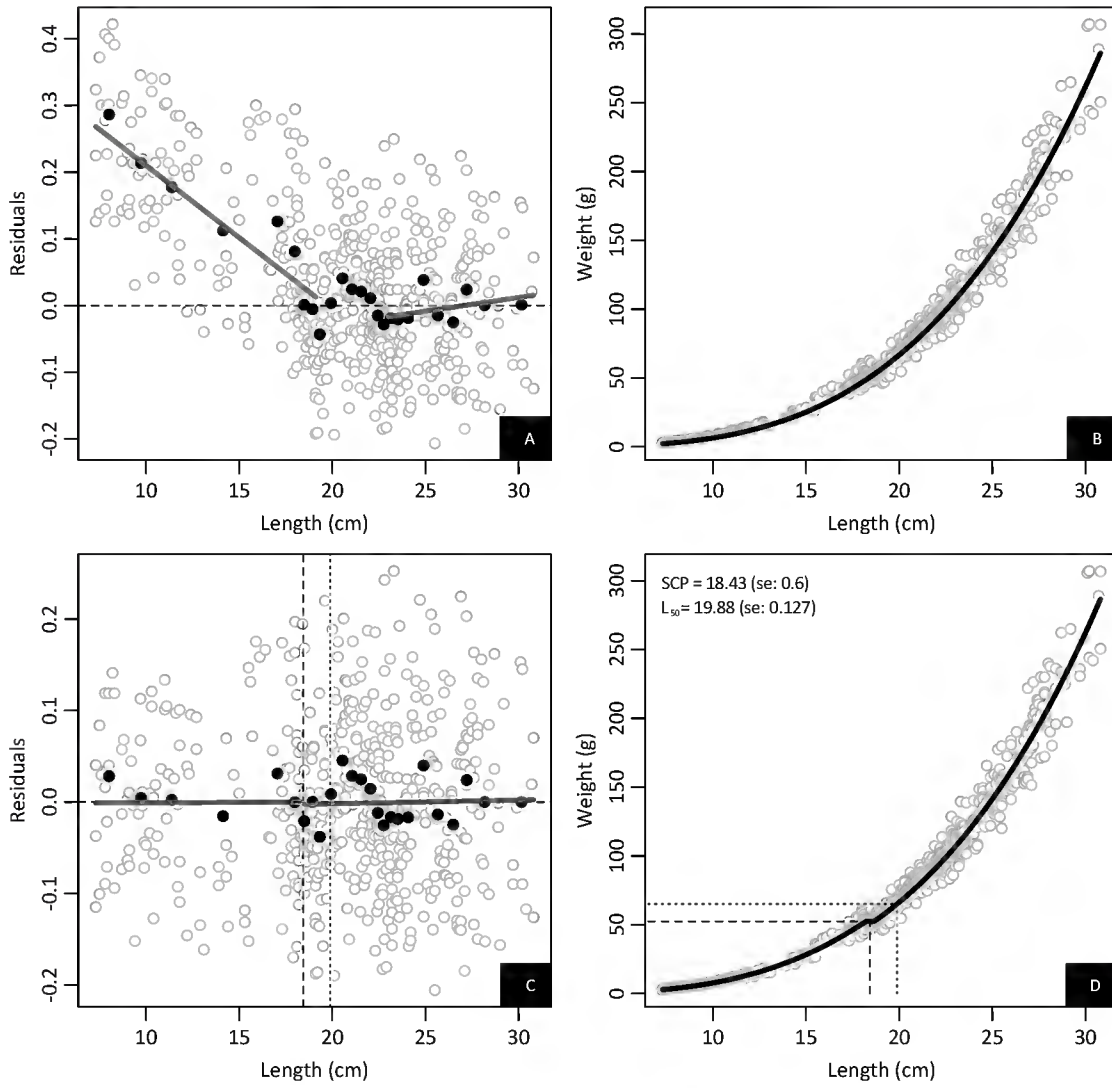 0.4
0.3
0.2
0.1
0.0
-0.1
-0.2
Residuals
A
10 15 20 25 30
Length (cm)
300
250
200
150
100
50
0
Weight (g)
B
10 15 20 25 30
Length (cm)
0.2
0.1
0.0
-0.1
-0.2
Residuals
C
10 15 20 25 30
Length (cm)
SCP = 18.43 (se: 0.6)
L50= 19.88 (se: 0.127)
300
250
200
150
100
50
0
Weight (g)
D
10 15 20 25 30
Length (cm)